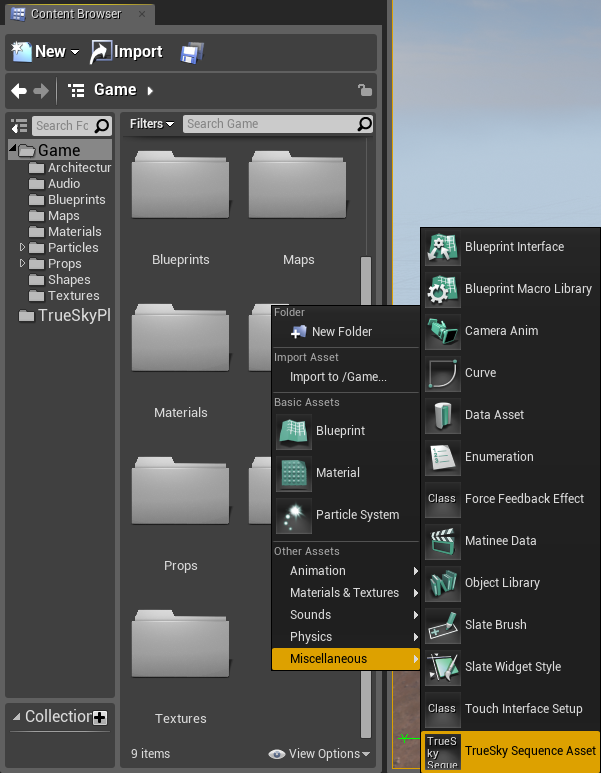 Content Browser
New
Import
Game
Search Fo
Filters
Search Game
Game
Architectur
Audio
Blueprints
Maps
Materials
Particles
Props
Shapes
Textures
TrueSkyPl
Collection
Blueprints
Maps
Materials
Props
Textures
9 items
View Options
Folder
New Folder
Import Asset
Import to /Game...
Basic Assets
Blueprint
Material
Particle System
Other Assets
Animation
Materials & Textures
Sounds
Physics
Miscellaneous
Blueprint Interface
Blueprint Macro Library
Camera Anim
Curve
Data Asset
Enumeration
Class
Force Feedback Effect
Matinee Data
Object Library
Slate Brush
Slate Widget Style
Class
Touch Interface Setup
TrueS
ky
Seque
TrueSky Sequence Asset